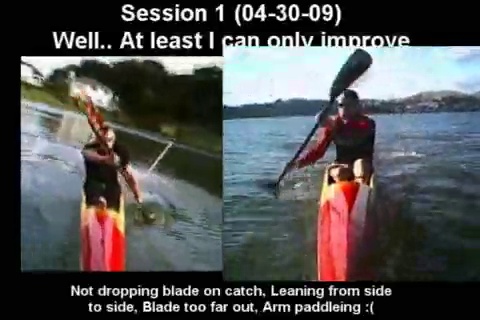 Session 1 (04-30-09)
Well.. At least I can only improve
Not dropping blade on catch, Leaning from side
to side, Blade too far out, Arm paddleing :(